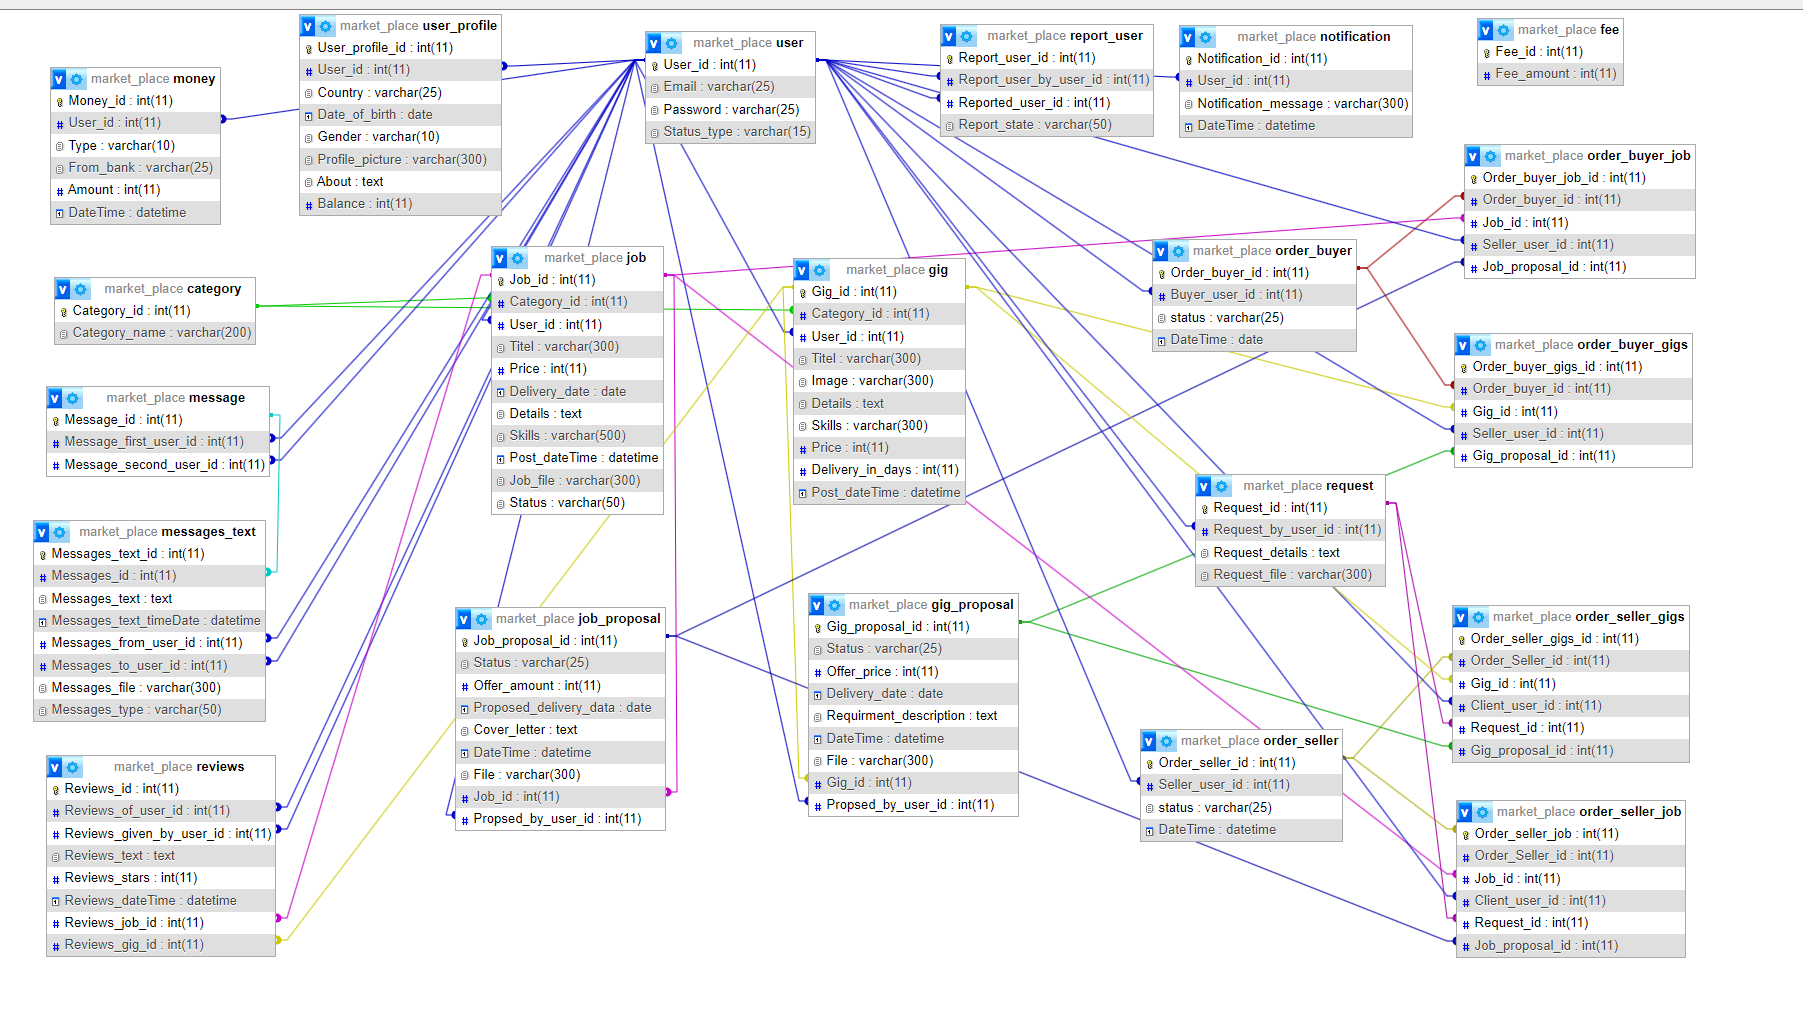 market_place money
Money_id : int(11)
User_id : int(11)
Type : varchar(10)
From_bank : varchar(25)
Amount : int(11)
DateTime : datetime
market_place user_profile
User_profile_id : int(11)
User_id : int(11)
Country : varchar(25)
Date_of_birth : date
Gender : varchar(10)
Profile_picture : varchar(300)
About : text
Balance : int(11)
market_place user
User_id : int(11)
Email : varchar(25)
Password : varchar(25)
Status_type : varchar(15)
market_place report_user
Report_user_id : int(11)
Report_user_by_user_id : int(11)
Reported_user_id : int(11)
Report_state : varchar(50)
market_place notification
Notification_id : int(11)
User_id : int(11)
Notification_message : varchar(300)
DateTime : datetime
market_place fee
Fee_id : int(11)
Fee_amount : int(11)
market_place order_buyer_job
Order_buyer_job_id : int(11)
Order_buyer_id : int(11)
Job_id : int(11)
Seller_user_id : int(11)
Job_proposal_id : int(11)
market_place category
Category_id : int(11)
Category_name : varchar(200)
market_place job
Job_id : int(11)
Category_id : int(11)
User_id : int(11)
Titel : varchar(300)
Price : int(11)
Delivery_date : date
Details : text
Skills : varchar(500)
Post_dateTime : datetime
Job_file : varchar(300)
Status : varchar(50)
market_place gig
Gig_id : int(11)
Category_id : int(11)
User_id : int(11)
Titel : varchar(300)
Image : varchar(300)
Details : text
Skills : varchar(300)
Price : int(11)
Delivery_in_days : int(11)
Post_dateTime : datetime
market_place order_buyer
Order_buyer_id : int(11)
Buyer_user_id : int(11)
status : varchar(25)
DateTime : date
market_place order_buyer_gigs
Order_buyer_gigs_id : int(11)
Order_buyer_id : int(11)
Gig_id : int(11)
Seller_user_id : int(11)
Gig_proposal_id : int(11)
market_place message
Message_id : int(11)
Message_first_user_id : int(11)
Message_second_user_id : int(11)
market_place messages_text
Messages_text_id : int(11)
Messages_id : int(11)
Messages_text : text
Messages_text_timeDate : datetime
Messages_from_user_id : int(11)
Messages_to_user_id : int(11)
Messages_file : varchar(300)
Messages_type : varchar(50)
market_place request
Request_id : int(11)
Request_by_user_id : int(11)
Request_details : text
Request_file : varchar(300)
market_place job_proposal
Job_proposal_id : int(11)
Status : varchar(25)
Offer_amount : int(11)
Proposed_delivery_data : date
Cover_letter : text
DateTime : datetime
File : varchar(300)
Job_id : int(11)
Propsed_by_user_id : int(11)
market_place gig_proposal
Gig_proposal_id : int(11)
Status : varchar(25)
Offer_price : int(11)
Delivery_date : date
Requirment_description : text
DateTime : datetime
File : varchar(300)
Gig_id : int(11)
Propsed_by_user_id : int(11)
market_place order_seller_gigs
Order_seller_gigs_id : int(11)
Order_Seller_id : int(11)
Gig_id : int(11)
Client_user_id : int(11)
Request_id : int(11)
Gig_proposal_id : int(11)
market_place reviews
Reviews_id : int(11)
Reviews_of_user_id : int(11)
Reviews_given_by_user_id : int(11)
Reviews_text : text
Reviews_stars : int(11)
Reviews_dateTime : datetime
Reviews_job_id : int(11)
Reviews_gig_id : int(11)
market_place order_seller
Order_seller_id : int(11)
Seller_user_id : int(11)
status : varchar(25)
DateTime : datetime
market_place order_seller_job
Order_seller_job : int(11)
Order_Seller_id : int(11)
Job_id : int(11)
Client_user_id : int(11)
Request_id : int(11)
Job_proposal_id : int(11)